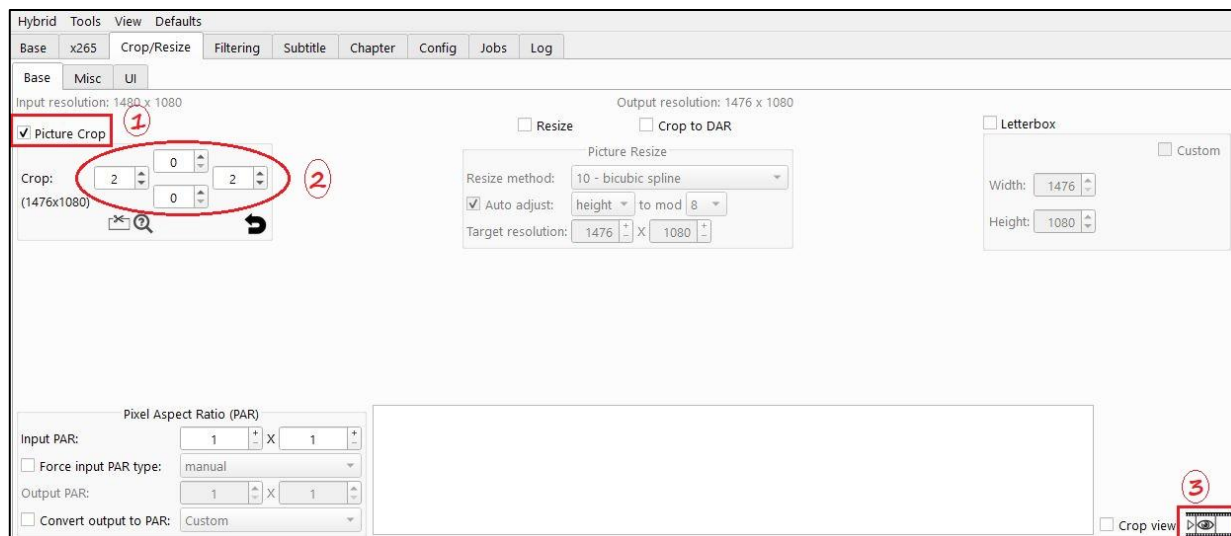 Hybrid Tools View Defaults
Base x265 Crop/Resize Filtering Subtitle Chapter Config Jobs Log
Base Misc UI
Input resolution: 1480 x 1080 Output resolution: 1476 x 1080
1
Picture Crop Resize Crop to DAR Letterbox
0 Picture Resize Custom
Crop: 2 2 2 Resize method: 10 - bicubic spline
Width: 1476
(1476x1080) 0 Auto adjust: height to mod 8
Target resolution: 1476 X 1080 Height: 1080
Pixel Aspect Ratio (PAR)
Input PAR: 1 X 1
Force input PAR type: manual
Output PAR: 1 X 1 3
Convert output to PAR: Custom Crop view